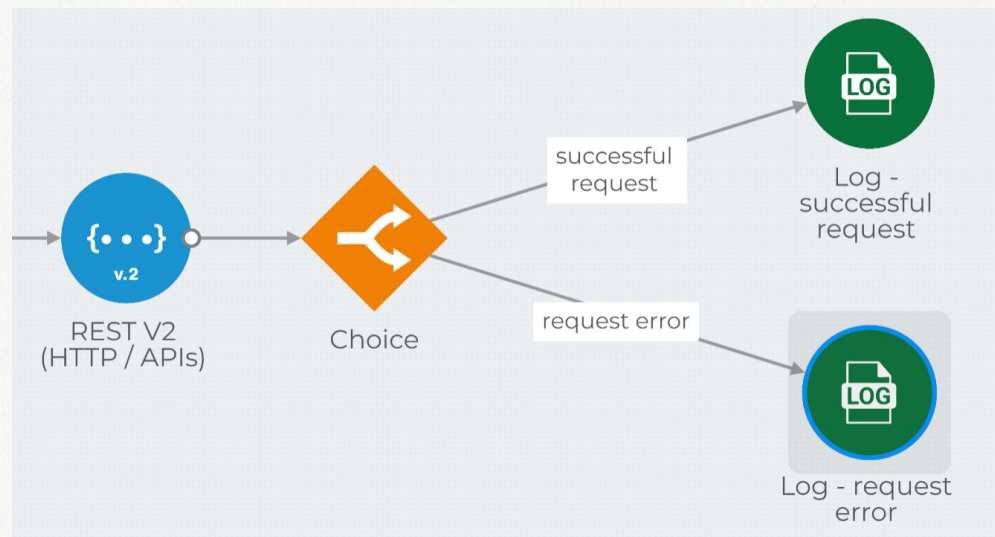 LOG
successful
request
Log -
successful
request
{•••}
v.2
REST V2
(HTTP / APIs)
Choice
request error
LOG
Log - request
error